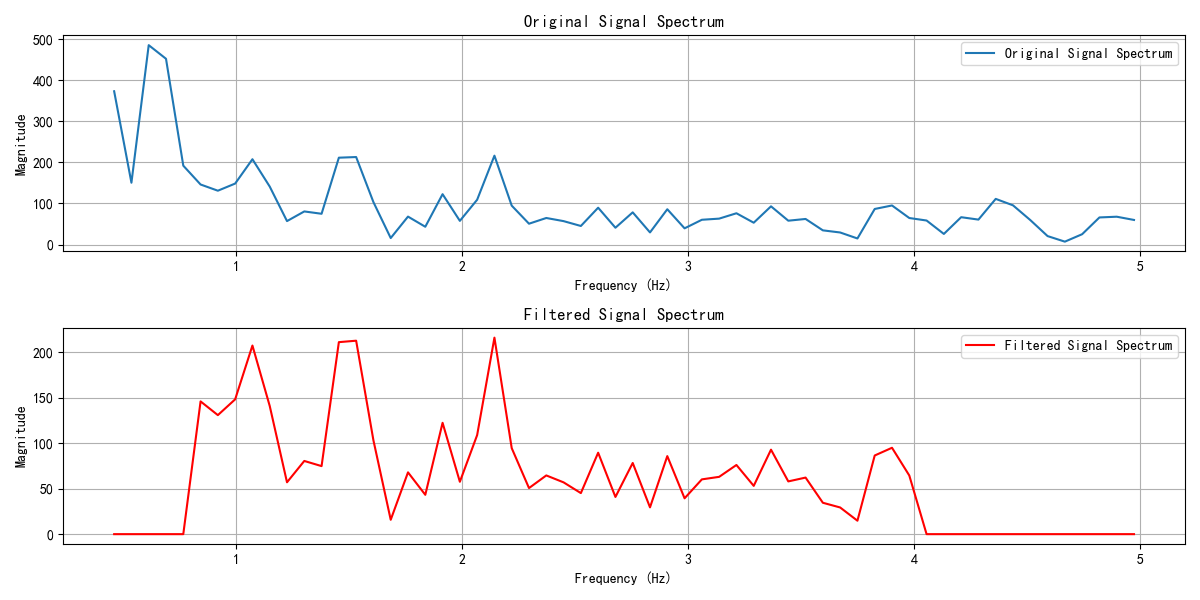 Original Signal Spectrum
500
400
300
200
100
0
Magnitude
Original Signal Spectrum
1
2
3
4
5
Frequency (Hz)
Filtered Signal Spectrum
200
150
100
50
0
Magnitude
Filtered Signal Spectrum
1
2
3
4
5
Frequency (Hz)